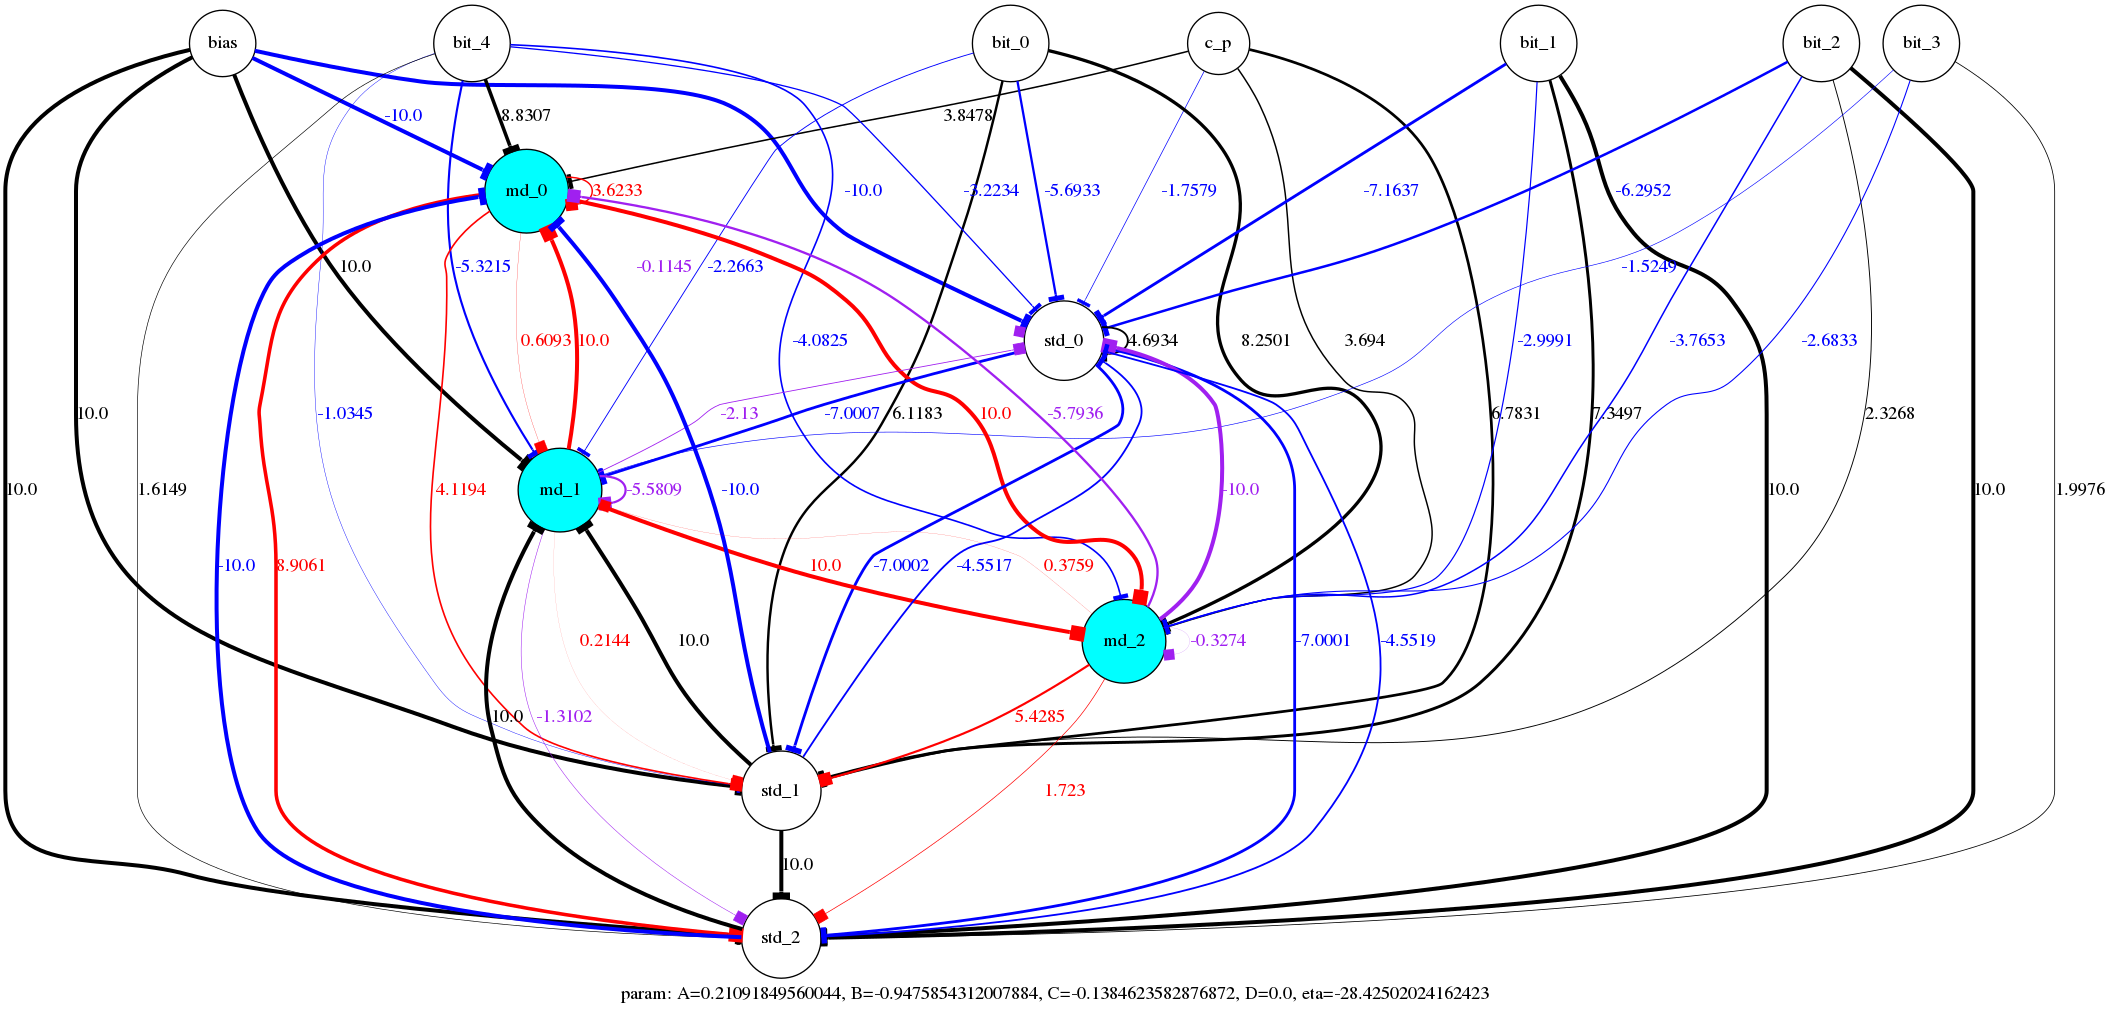 bias bit_4 bit_0 c_p bit_1 bit_2 bit_3
-10.0 8.8307 3.8478
md_0 3.6233 -10.0 -3.2234 -5.6933 -1.7579 -7.1637 -6.2952
10.0 -5.3215 -0.1145 -2.2663 -1.5249
0.6093 10.0 -4.0825 std_0 4.6934 8.2501 3.694 -2.9991 -3.7653 -2.6833
10.0 -1.0345 -2.13 -7.0007 6.1183 10.0 -5.7936 6.7831 7.3497 2.3268
10.0 1.6149 4.1194 md_1 -5.5809 -10.0 -10.0 10.0 10.0 1.9976
-10.0 8.9061 10.0 -7.0002 -4.5517 0.3759
0.2144 10.0 md_2 -0.3274 -7.0001 -4.5519
10.0 -1.3102 5.4285
std_1 1.723
10.0
std_2
param: A=0.21091849560044, B=-0.9475854312007884, C=-0.1384623582876872, D=0.0, eta=-28.42502024162423